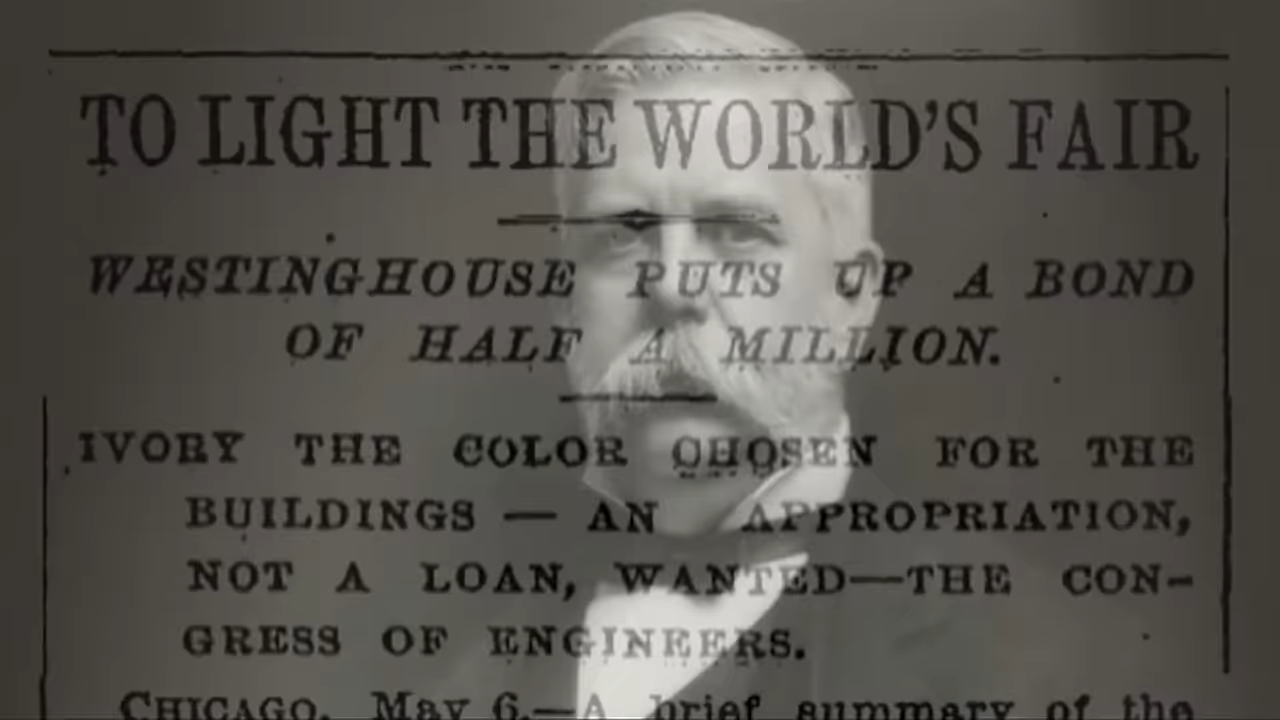 TO LIGHT THE WORLD'S FAIR
WESTINGHOUSE PUTS UP A BOND
OF HALF A MILLION.
IVORY THE COLOR CHOSEN FOR THE
BUILDINGS — AN APPROPRIATION,
NOT A LOAN, WANTED—THE CON-
GRESS OF ENGINEERS.
CHICAGO, May 6.—A brief summary of the